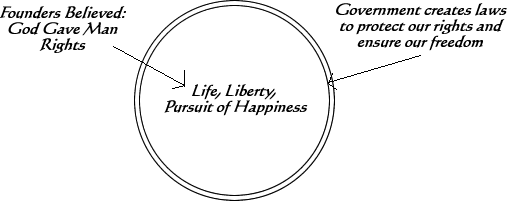 Founders Believed:
God Gave Man
Rights
Government creates laws
to protect our rights and
ensure our freedom
Life, Liberty,
Pursuit of Happiness